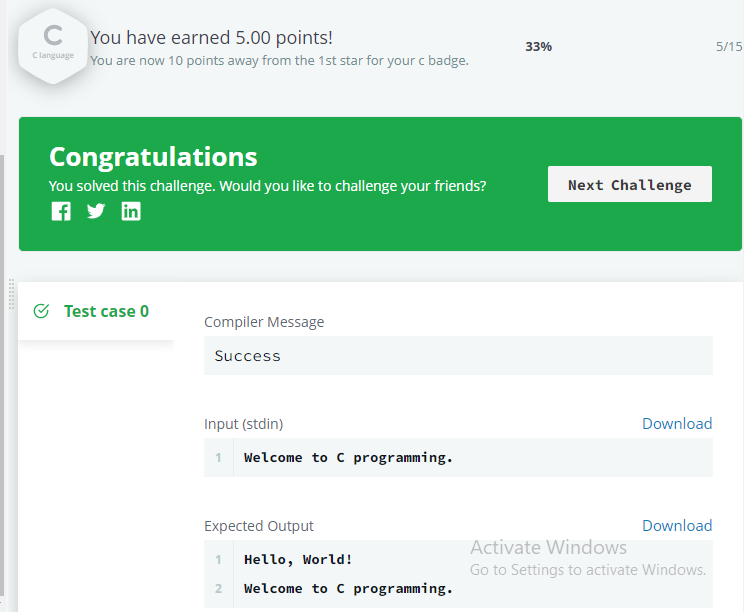 C
C language
You have earned 5.00 points!
You are now 10 points away from the 1st star for your c badge.
33%
5/15
Congratulations
You solved this challenge. Would you like to challenge your friends?
Next Challenge
Test case 0
Compiler Message
Success
Input (stdin)
Download
1 Welcome to C programming.
Expected Output
Download
1 Hello, World!
2 Welcome to C programming.
Activate Windows
Go to Settings to activate Windows.